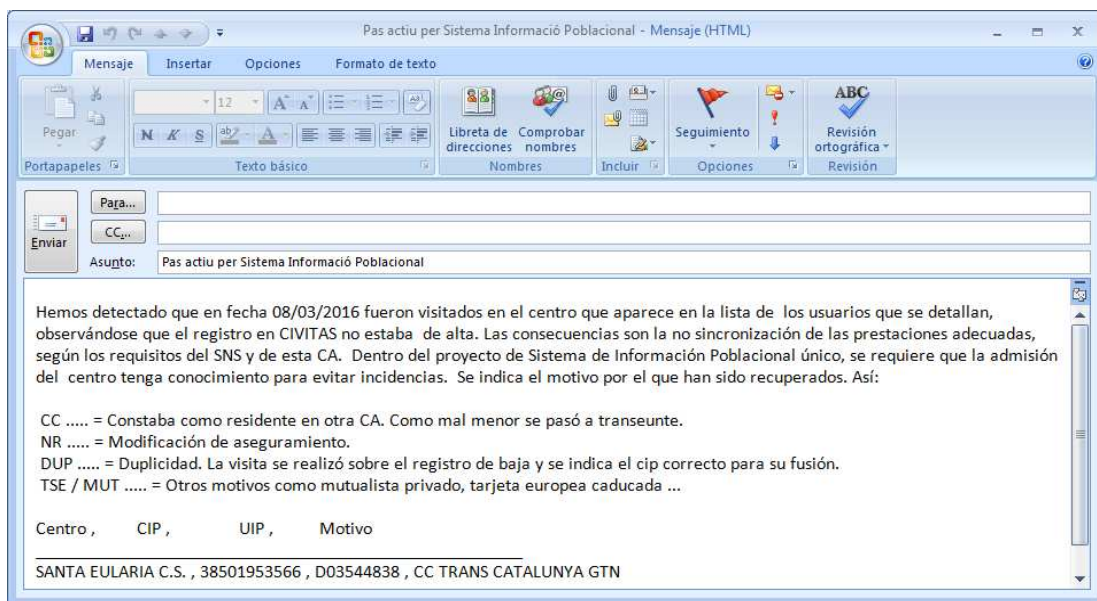 Pas actiu per Sistema Informació Poblacional - Mensaje (HTML)
Mensaje Insertar Opciones Formato de texto
Pegar
Portapapeles
12 A A
N K S ab A
Texto básico
Libreta de direcciones
Comprobar nombres
Nombres
Incluir
Seguimiento
Opciones
ABC
Revisión ortográfica
Revisión
Enviar
Para...
CC...
Asunto: Pas actiu per Sistema Informació Poblacional
Hemos detectado que en fecha 08/03/2016 fueron visitados en el centro que aparece en la lista de los usuarios que se detallan,
observándose que el registro en CIVITAS no estaba de alta. Las consecuencias son la no sincronización de las prestaciones adecuadas,
según los requisitos del SNS y de esta CA. Dentro del proyecto de Sistema de Información Poblacional único, se requiere que la admisión
del centro tenga conocimiento para evitar incidencias. Se indica el motivo por el que han sido recuperados. Así:
CC ..... = Constaba como residente en otra CA. Como mal menor se pasó a transeunte.
NR ..... = Modificación de aseguramiento.
DUP ..... = Duplicidad. La visita se realizó sobre el registro de baja y se indica el cip correcto para su fusión.
TSE / MUT ..... = Otros motivos como mutualista privado, tarjeta europea caducada ...
Centro , CIP , UIP , Motivo
SANTA EULARIA C.S. , 38501953566 , D03544838 , CC TRANS CATALUNYA GTN